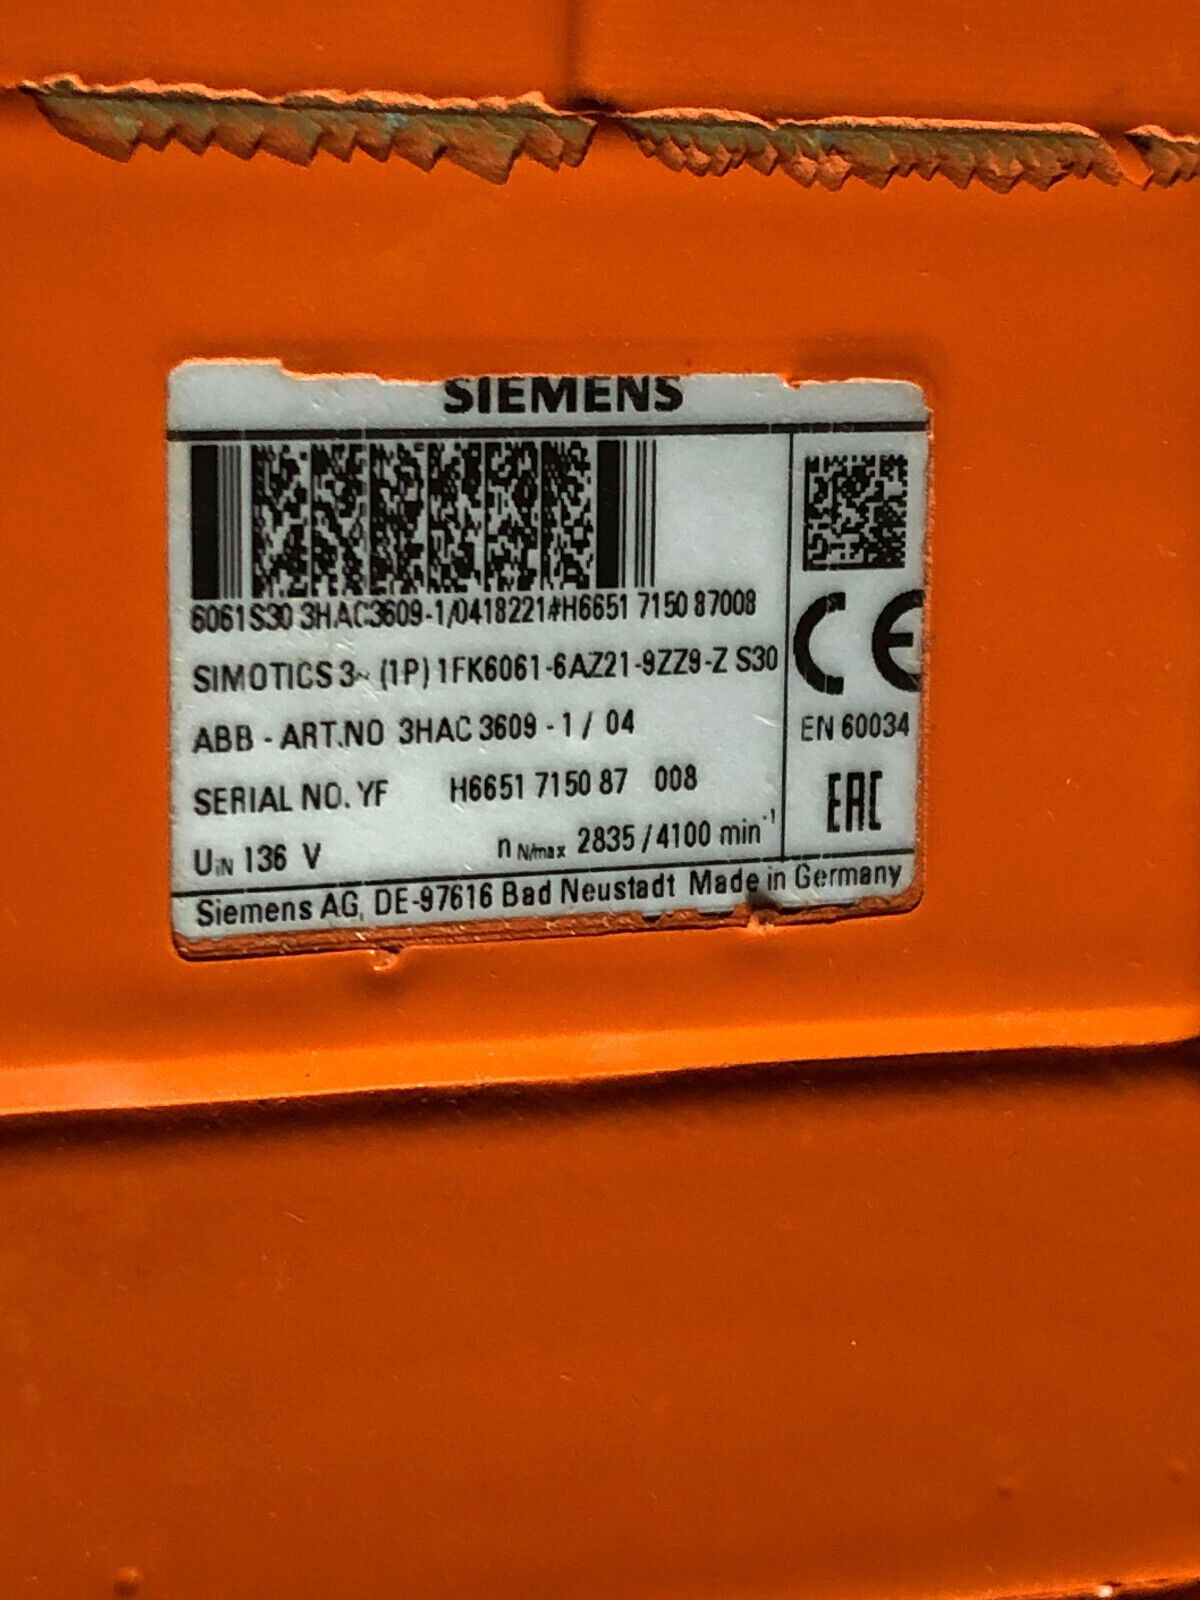 SIEMENS
6061S30 3HAC3609-1/0418221#H6651 7150 87008
SIMOTICS 3~ (1P) 1FK6061-6AZ21-9ZZ9-Z S30
ABB - ART.NO 3HAC 3609 - 1 / 04
SERIAL NO. YF H6651 7150 87 008
UIN 136 V nN/max 2835 / 4100 min-1
CE
EN 60034
EAC
Siemens AG, DE-97616 Bad Neustadt Made in Germany